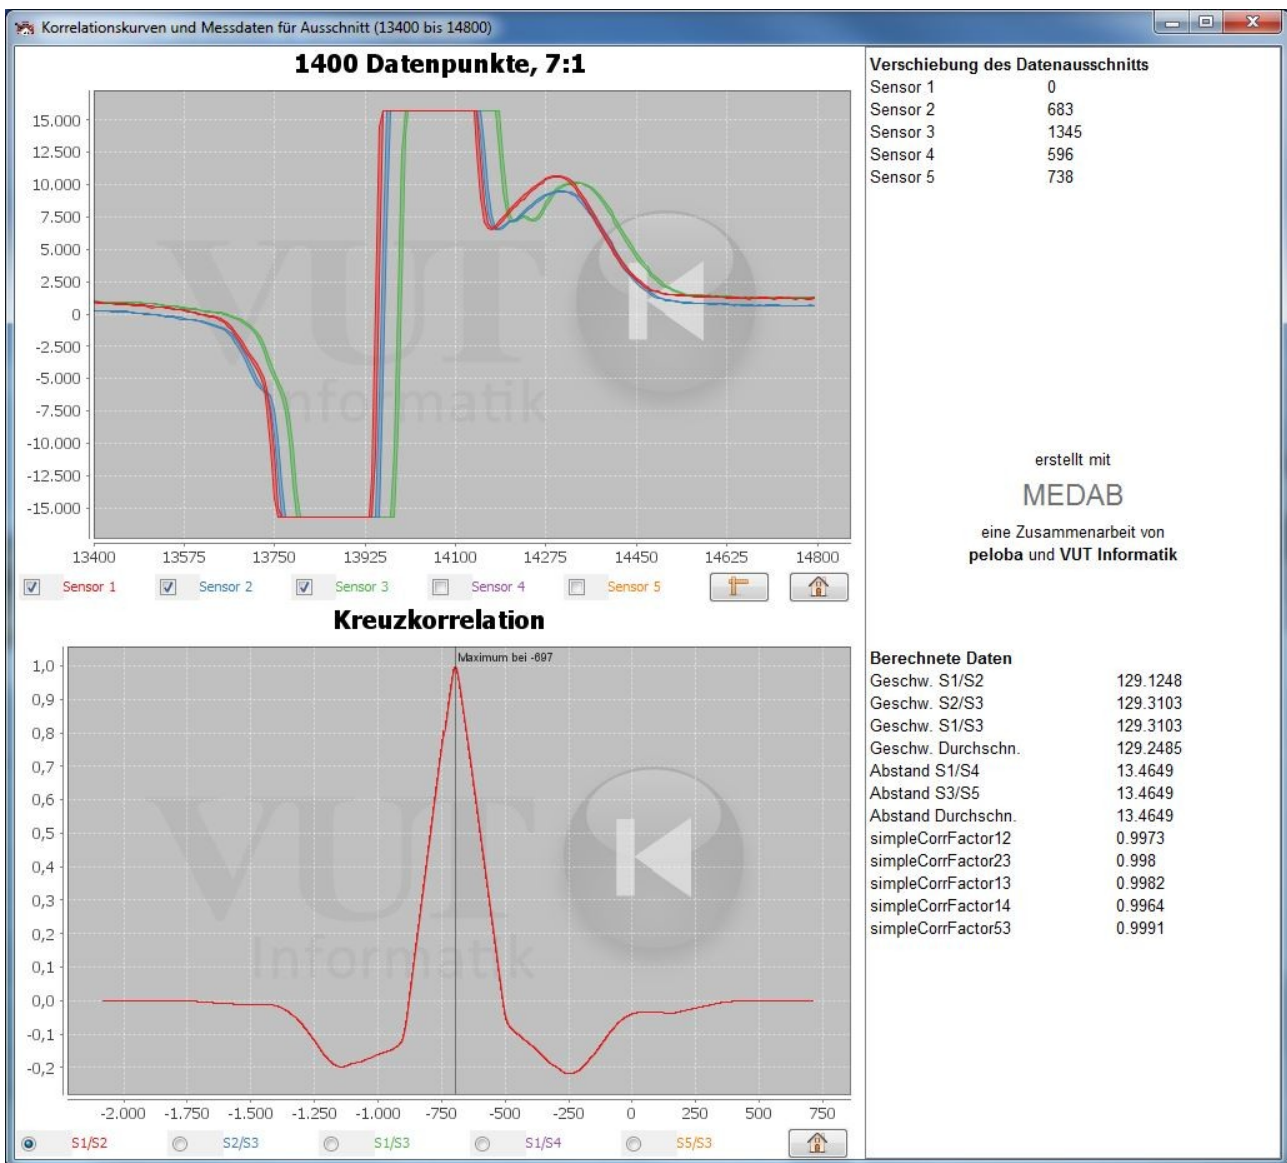 Korrelationskurven und Messdaten für Ausschnitt (13400 bis 14800)
1400 Datenpunkte, 7:1
15.000
12.500
10.000
7.500
5.000
2.500
0
-2.500
-5.000
-7.500
-10.000
-12.500
-15.000
VUT
Informatik
13400 13575 13750 13925 14100 14275 14450 14625 14800
Sensor 1 Sensor 2 Sensor 3 Sensor 4 Sensor 5
Kreuzkorrelation
Maximum bei -697
1,0
0,9
0,8
0,7
0,6
0,5
0,4
0,3
0,2
0,1
0,0
-0,1
-0,2
VUT
Informatik
-2.000 -1.750 -1.500 -1.250 -1.000 -750 -500 -250 0 250 500 750
S1/S2 S2/S3 S1/S3 S1/S4 S5/S3
Verschiebung des Datenausschnitts
Sensor 1 0
Sensor 2 683
Sensor 3 1345
Sensor 4 596
Sensor 5 738
erstellt mit
MEDAB
eine Zusammenarbeit von
peloba und VUT Informatik
Berechnete Daten
Geschw. S1/S2 129.1248
Geschw. S2/S3 129.3103
Geschw. S1/S3 129.3103
Geschw. Durchschn. 129.2485
Abstand S1/S4 13.4649
Abstand S3/S5 13.4649
Abstand Durchschn. 13.4649
simpleCorrFactor12 0.9973
simpleCorrFactor23 0.998
simpleCorrFactor13 0.9982
simpleCorrFactor14 0.9964
simpleCorrFactor53 0.9991